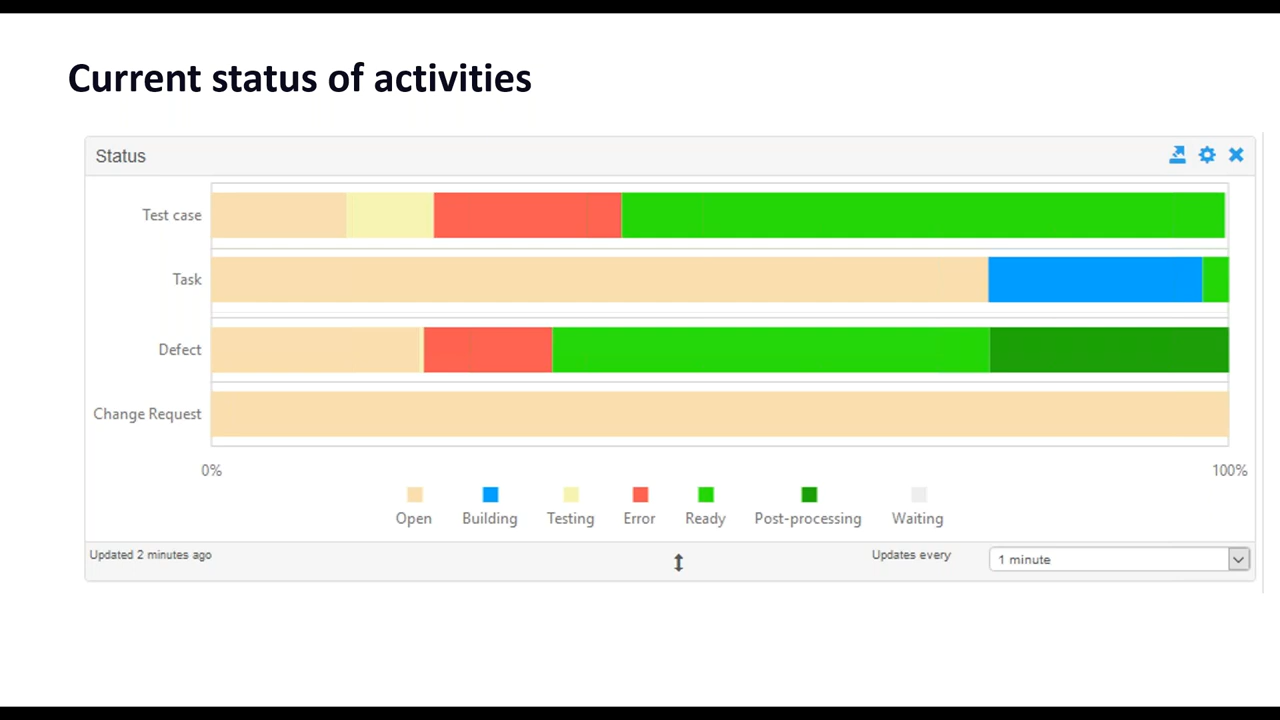 Current status of activities
Status
Test case
Task
Defect
Change Request
0% 100%
Open Building Testing Error Ready Post-processing Waiting
Updated 2 minutes ago Updates every 1 minute